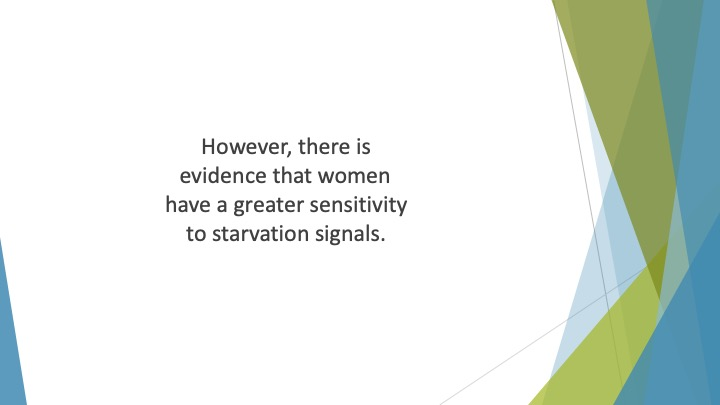 However, there is
evidence that women
have a greater sensitivity
to starvation signals.